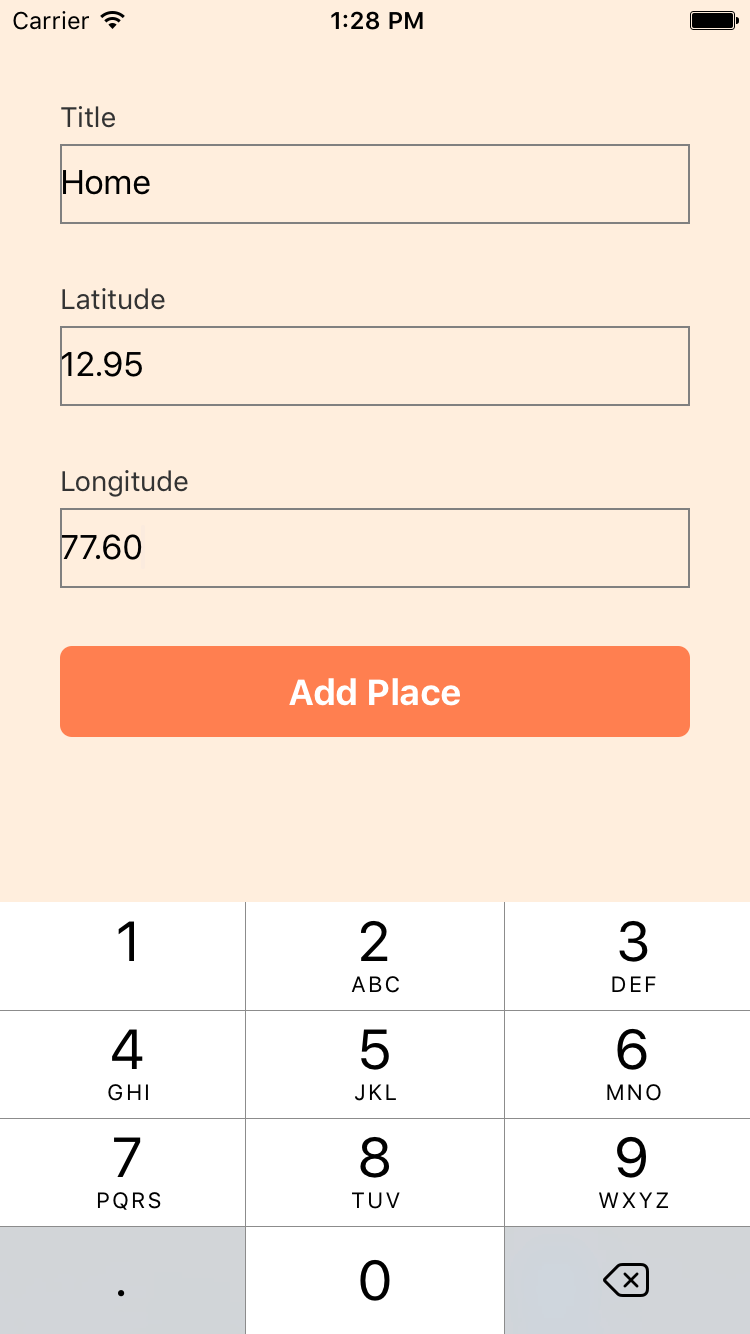 Carrier 1:28 PM
Title
Home
Latitude
12.95
Longitude
77.60
Add Place
1 2 3
ABC DEF
4 5 6
GHI JKL MNO
7 8 9
PQRS TUV WXYZ
. 0